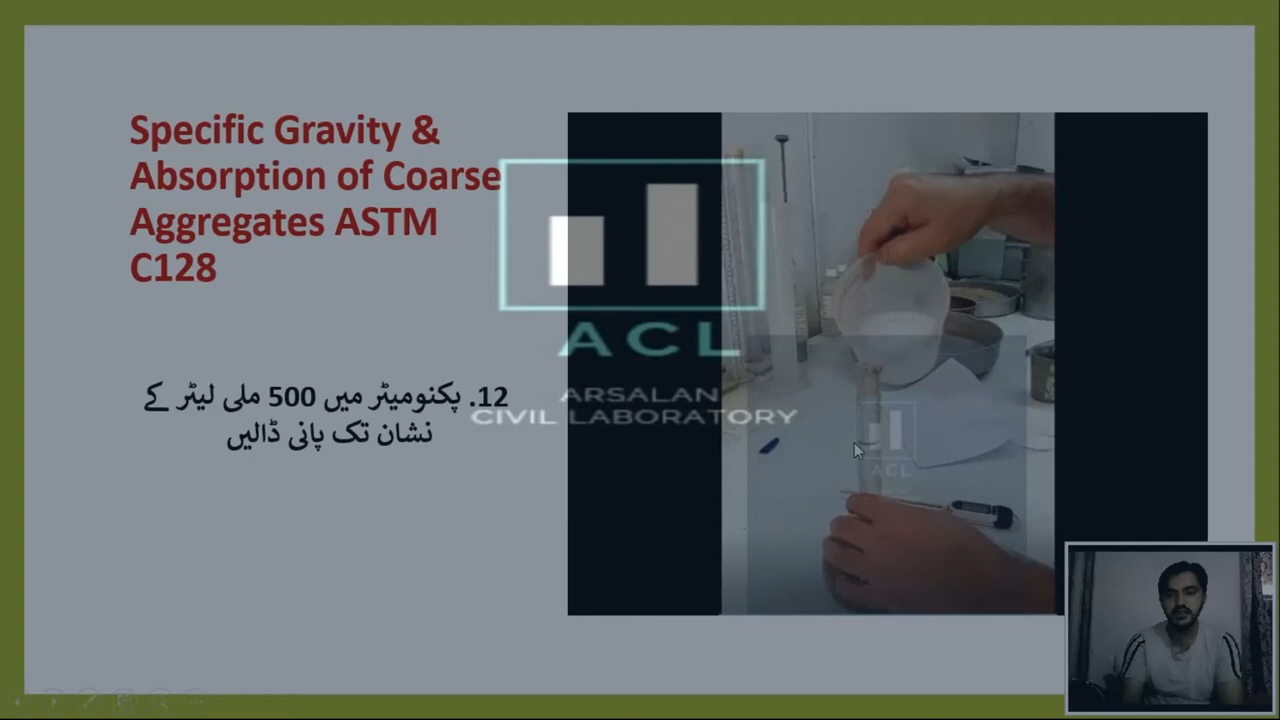 Specific Gravity &
Absorption of Coarse
Aggregates ASTM
C128
12. پکنومیٹر میں 500 ملی لیٹر کے
نشان تک پانی ڈالیں
ACL
ARSALAN
CIVIL LABORATORY
ACL